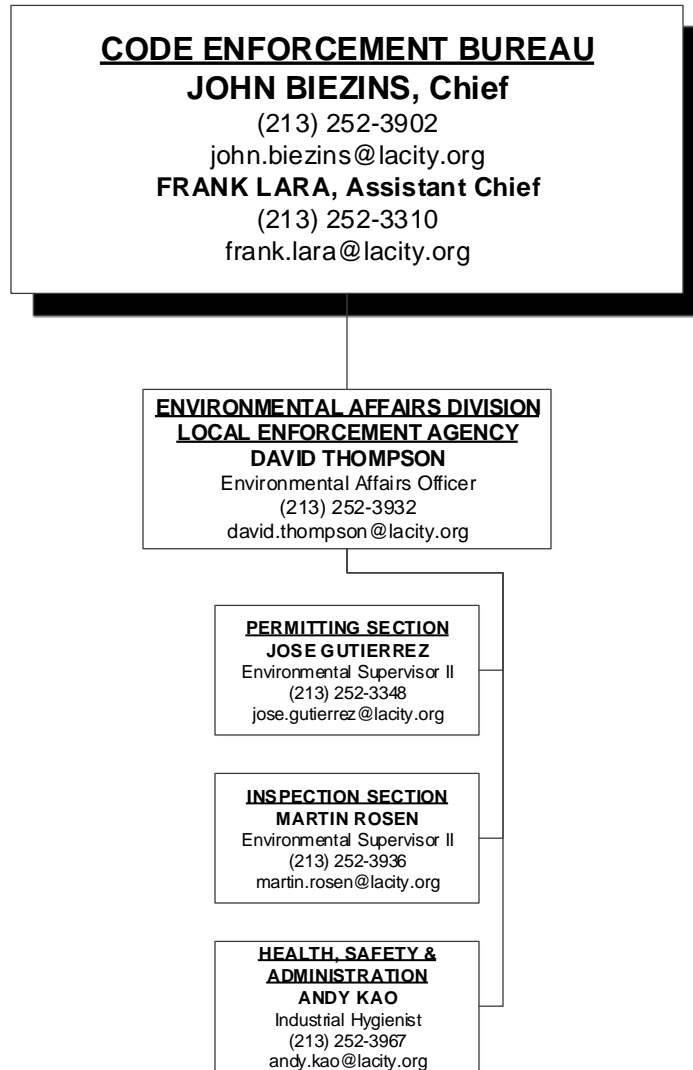 CODE ENFORCEMENT BUREAU
JOHN BIEZINS, Chief
(213) 252-3902
john.biezins@lacity.org
FRANK LARA, Assistant Chief
(213) 252-3310
frank.lara@lacity.org
ENVIRONMENTAL AFFAIRS DIVISION
LOCAL ENFORCEMENT AGENCY
DAVID THOMPSON
Environmental Affairs Officer
(213) 252-3932
david.thompson@lacity.org
PERMITTING SECTION
JOSE GUTIERREZ
Environmental Supervisor II
(213) 252-3348
jose.gutierrez@lacity.org
INSPECTION SECTION
MARTIN ROSEN
Environmental Supervisor II
(213) 252-3936
martin.rosen@lacity.org
HEALTH, SAFETY &
ADMINISTRATION
ANDY KAO
Industrial Hygienist
(213) 252-3967
andy.kao@lacity.org